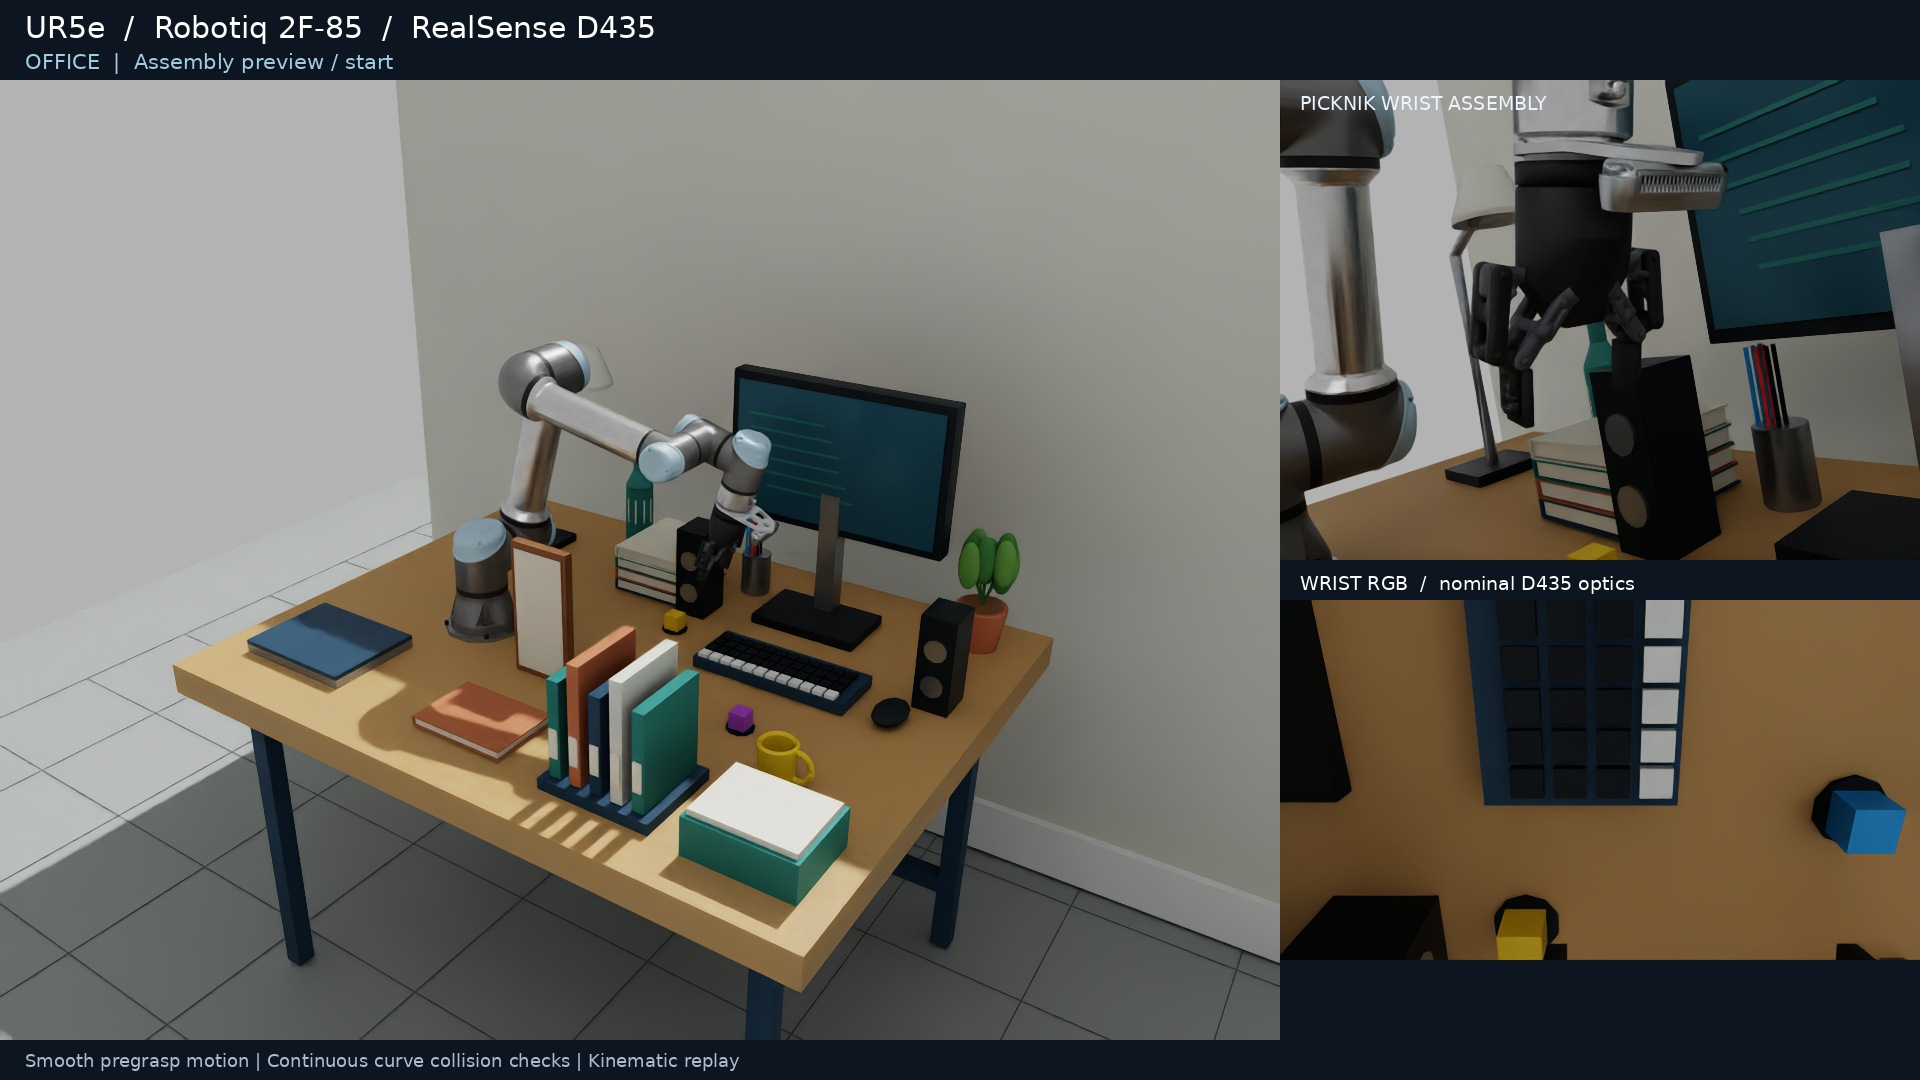 UR5e / Robotiq 2F-85 / RealSense D435
OFFICE | Assembly preview / start
PICKNIK WRIST ASSEMBLY
WRIST RGB / nominal D435 optics
Smooth pregrasp motion | Continuous curve collision checks | Kinematic replay